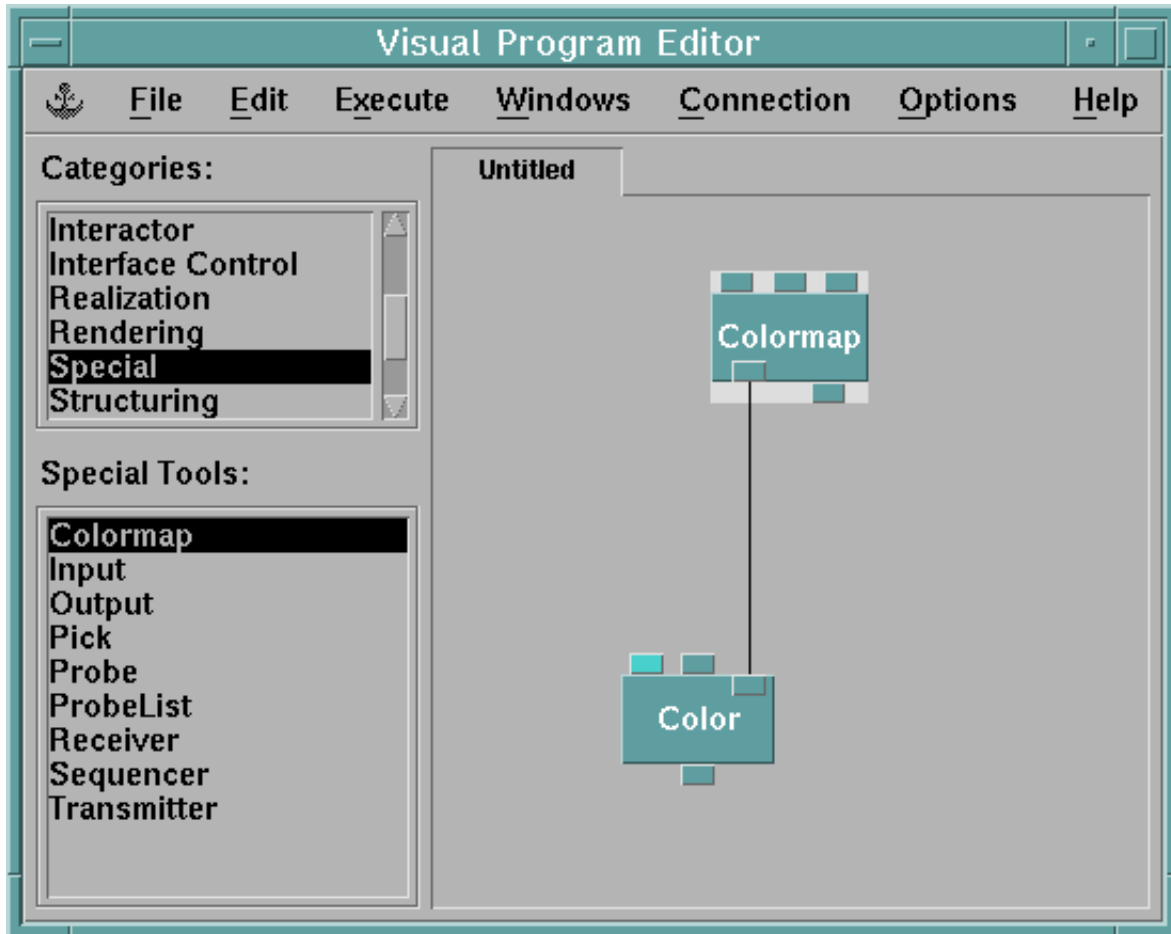 Visual Program Editor
File Edit Execute Windows Connection Options Help
Categories:
Interactor
Interface Control
Realization
Rendering
Special
Structuring
Special Tools:
Colormap
Input
Output
Pick
Probe
ProbeList
Receiver
Sequencer
Transmitter
Untitled
Colormap
Color